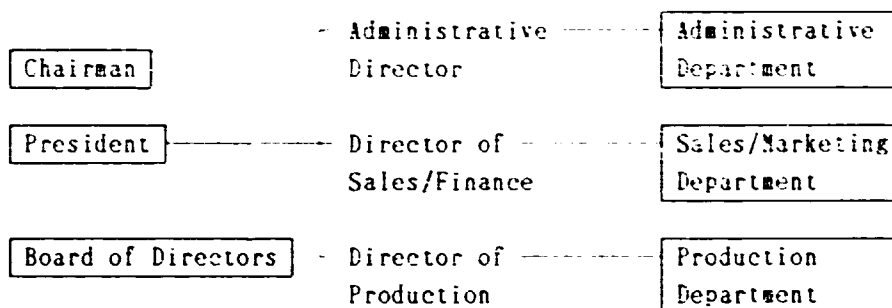 Administrative
Director
Administrative
Department
Chairman
President
Director of
Sales/Finance
Sales/Marketing
Department
Board of Directors
Director of
Production
Production
Department